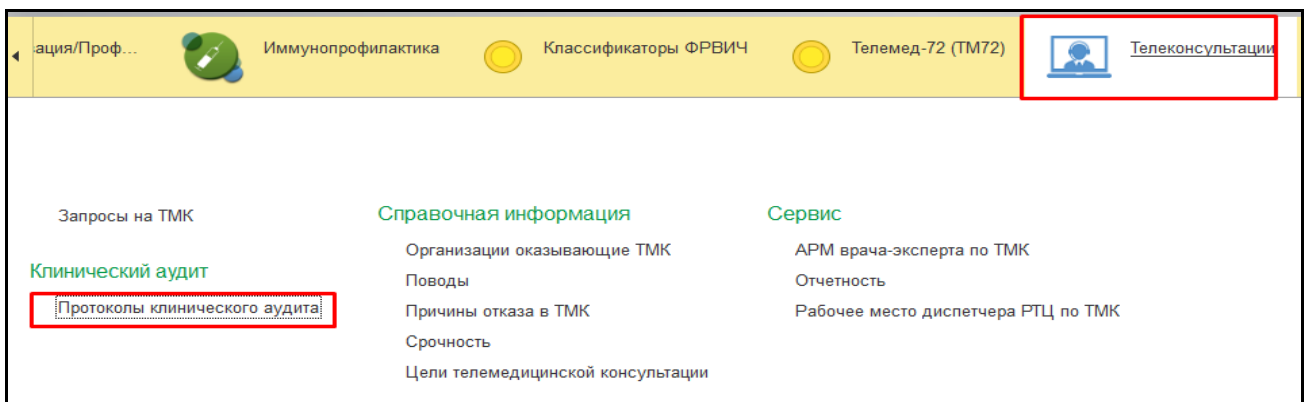 ация/Проф...
Иммунопрофилактика
Классификаторы ФРВИЧ
Телемед-72 (ТМ72)
Телеконсультации
Запросы на ТМК
Клинический аудит
Протоколы клинического аудита
Справочная информация
Организации оказывающие ТМК
Поводы
Причины отказа в ТМК
Срочность
Цели телемедицинской консультации
Сервис
АРМ врача-эксперта по ТМК
Отчетность
Рабочее место диспетчера РТЦ по ТМК